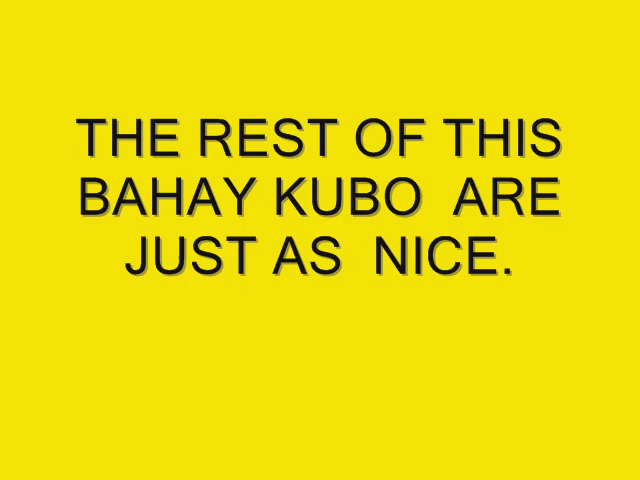 THE REST OF THIS
BAHAY KUBO  ARE
JUST AS  NICE.